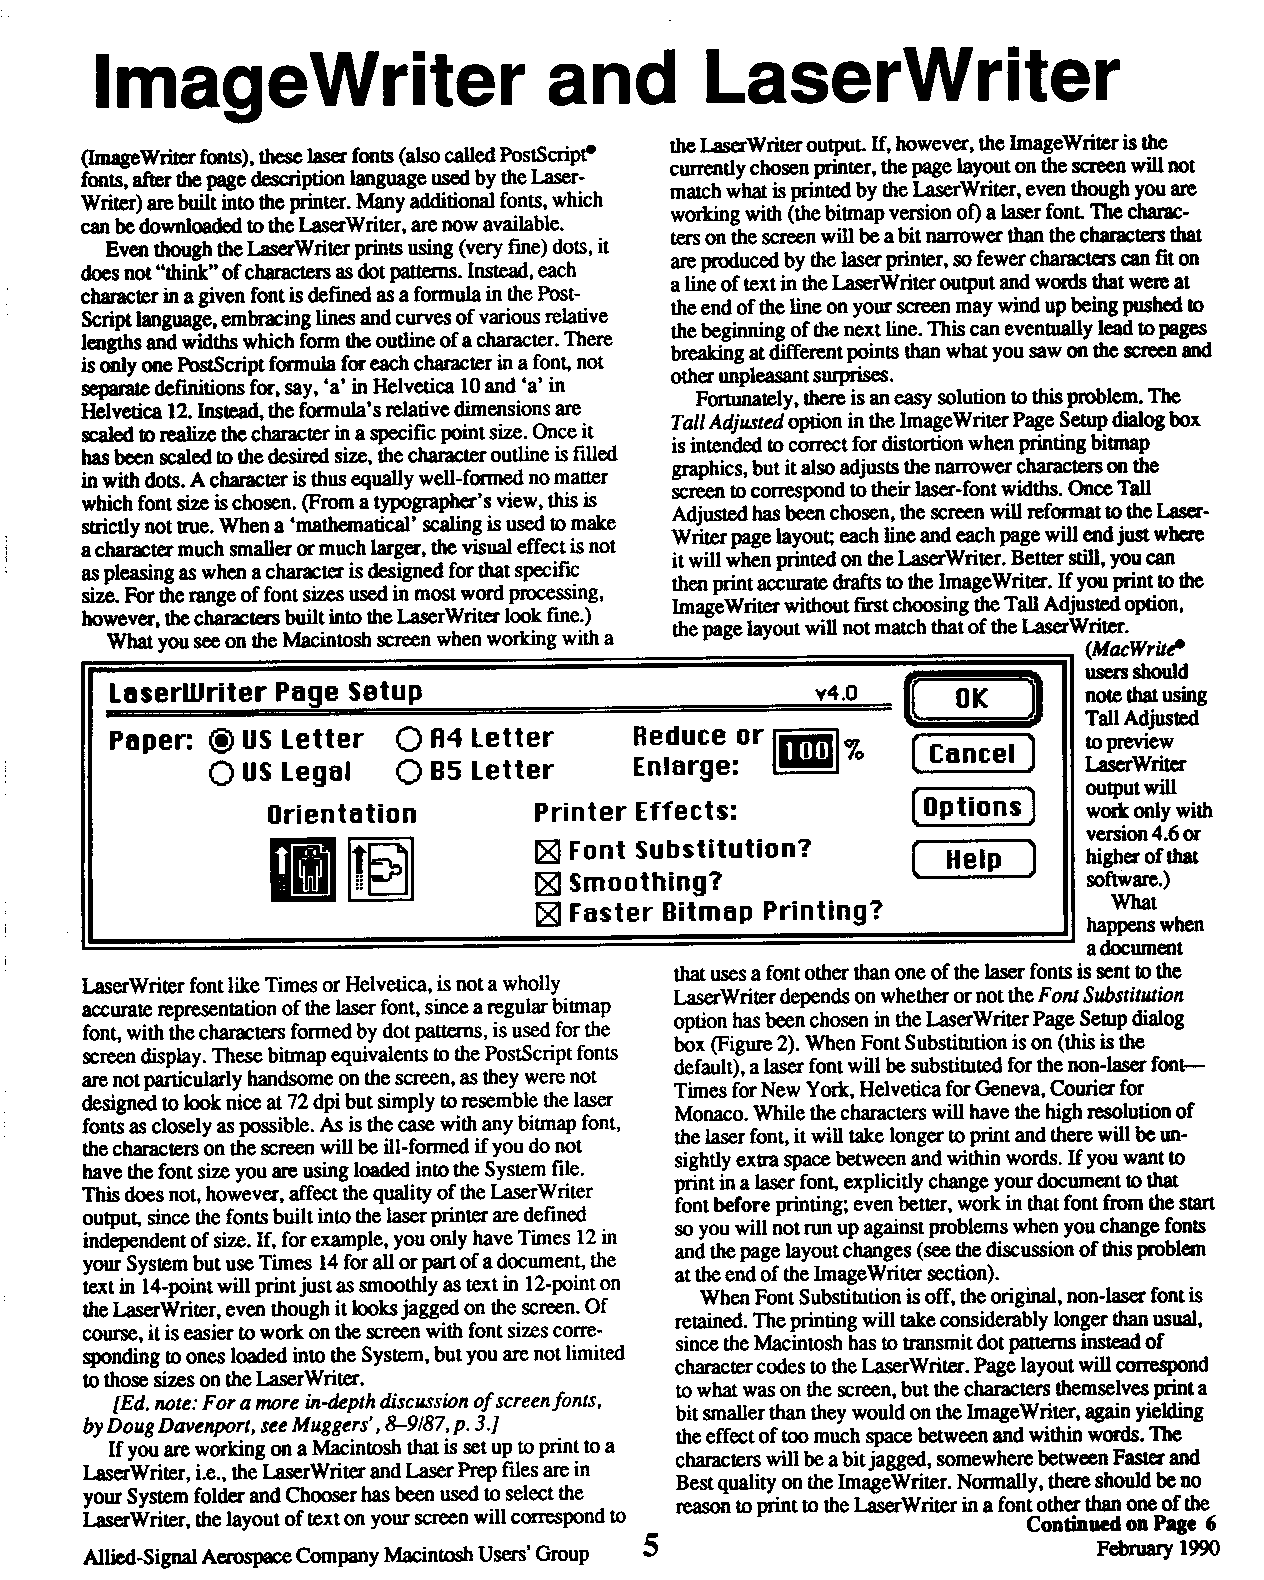 ImageWriter and LaserWriter
(ImageWriter fonts), these laser fonts (also called PostScript®
fonts, after the page description language used by the Laser-
Writer) are built into the printer. Many additional fonts, which
can be downloaded to the LaserWriter, are now available.
Even though the LaserWriter prints using (very fine) dots, it
does not “think” of characters as dot patterns. Instead, each
character in a given font is defined as a formula in the Post-
Script language, embracing lines and curves of various relative
lengths and widths which form the outline of a character. There
is only one PostScript formula for each character in a font, not
separate definitions for, say, ‘a’ in Helvetica 10 and ‘a’ in
Helvetica 12. Instead, the formula’s relative dimensions are
scaled to realize the character in a specific point size. Once it
has been scaled to the desired size, the character outline is filled
in with dots. A character is thus equally well-formed no matter
which font size is chosen. (From a typographer’s view, this is
strictly not true. When a ‘mathematical’ scaling is used to make
a character much smaller or much larger, the visual effect is not
as pleasing as when a character is designed for that specific
size. For the range of font sizes used in most word processing,
however, the characters built into the LaserWriter look fine.)
What you see on the Macintosh screen when working with a
LaserWriter Page Setup v4.0 OK
Paper: US Letter A4 Letter Reduce or 100 % Cancel
US Legal B5 Letter Enlarge:
Orientation Printer Effects: Options
Font Substitution? Help
Smoothing?
Faster Bitmap Printing?
LaserWriter font like Times or Helvetica, is not a wholly
accurate representation of the laser font, since a regular bitmap
font, with the characters formed by dot patterns, is used for the
screen display. These bitmap equivalents to the PostScript fonts
are not particularly handsome on the screen, as they were not
designed to look nice at 72 dpi but simply to resemble the laser
fonts as closely as possible. As is the case with any bitmap font,
the characters on the screen will be ill-formed if you do not
have the font size you are using loaded into the System file.
This does not, however, affect the quality of the LaserWriter
output, since the fonts built into the laser printer are defined
independent of size. If, for example, you only have Times 12 in
your System but use Times 14 for all or part of a document, the
text in 14-point will print just as smoothly as text in 12-point on
the LaserWriter, even though it looks jagged on the screen. Of
course, it is easier to work on the screen with font sizes corre-
sponding to ones loaded into the System, but you are not limited
to those sizes on the LaserWriter.
[Ed. note: For a more in-depth discussion of screen fonts,
by Doug Davenport, see Muggers’, 8–9/87, p. 3.]
If you are working on a Macintosh that is set up to print to a
LaserWriter, i.e., the LaserWriter and Laser Prep files are in
your System folder and Chooser has been used to select the
LaserWriter, the layout of text on your screen will correspond to
the LaserWriter output. If, however, the ImageWriter is the
currently chosen printer, the page layout on the screen will not
match what is printed by the LaserWriter, even though you are
working with (the bitmap version of) a laser font. The charac-
ters on the screen will be a bit narrower than the characters that
are produced by the laser printer, so fewer characters can fit on
a line of text in the LaserWriter output and words that were at
the end of the line on your screen may wind up being pushed to
the beginning of the next line. This can eventually lead to pages
breaking at different points than what you saw on the screen and
other unpleasant surprises.
Fortunately, there is an easy solution to this problem. The
Tall Adjusted option in the ImageWriter Page Setup dialog box
is intended to correct for distortion when printing bitmap
graphics, but it also adjusts the narrower characters on the
screen to correspond to their laser-font widths. Once Tall
Adjusted has been chosen, the screen will reformat to the Laser-
Writer page layout; each line and each page will end just where
it will when printed on the LaserWriter. Better still, you can
then print accurate drafts to the ImageWriter. If you print to the
ImageWriter without first choosing the Tall Adjusted option,
the page layout will not match that of the LaserWriter.
(MacWrite®
users should
note that using
Tall Adjusted
to preview
LaserWriter
output will
work only with
version 4.6 or
higher of that
software.)
What
happens when
a document
that uses a font other than one of the laser fonts is sent to the
LaserWriter depends on whether or not the Font Substitution
option has been chosen in the LaserWriter Page Setup dialog
box (Figure 2). When Font Substitution is on (this is the
default), a laser font will be substituted for the non-laser font—
Times for New York, Helvetica for Geneva, Courier for
Monaco. While the characters will have the high resolution of
the laser font, it will take longer to print and there will be un-
sightly extra space between and within words. If you want to
print in a laser font, explicitly change your document to that
font before printing; even better, work in that font from the start
so you will not run up against problems when you change fonts
and the page layout changes (see the discussion of this problem
at the end of the ImageWriter section).
When Font Substitution is off, the original, non-laser font is
retained. The printing will take considerably longer than usual,
since the Macintosh has to transmit dot patterns instead of
character codes to the LaserWriter. Page layout will correspond
to what was on the screen, but the characters themselves print a
bit smaller than they would on the ImageWriter, again yielding
the effect of too much space between and within words. The
characters will be a bit jagged, somewhere between Faster and
Best quality on the ImageWriter. Normally, there should be no
reason to print to the LaserWriter in a font other than one of the
Continued on Page 6
Allied-Signal Aerospace Company Macintosh Users’ Group 5 February 1990